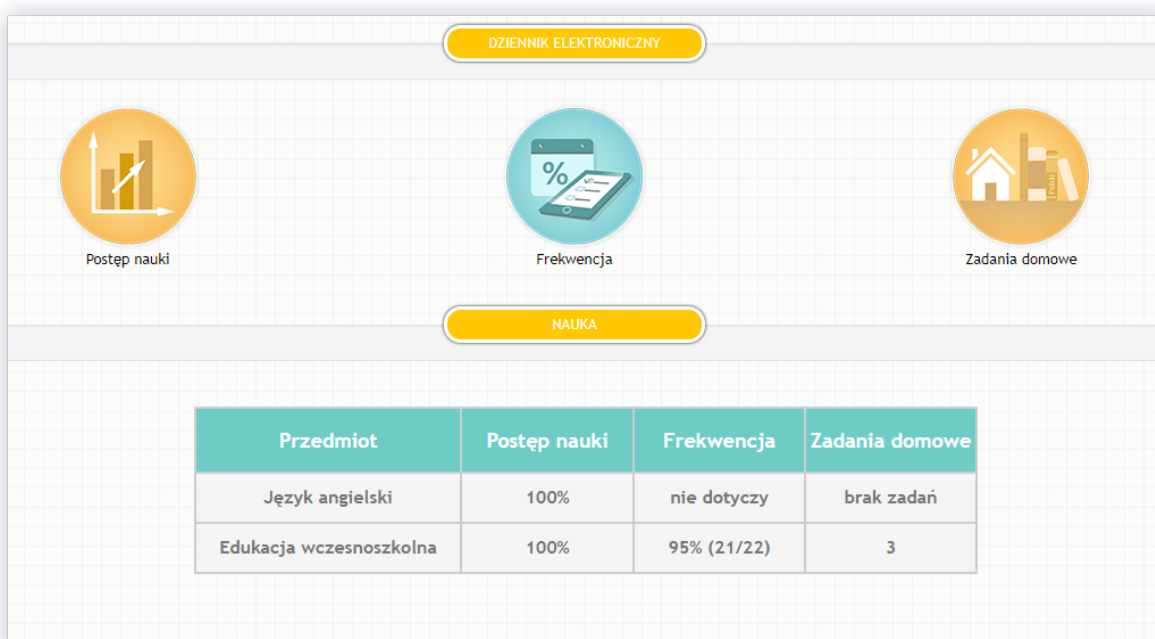 DZIENNIK ELEKTRONICZNY
%
Polski
Postęp nauki
Frekwencja
Zadania domowe
NAUKA
Przedmiot Postęp nauki Frekwencja Zadania domowe
Język angielski 100% nie dotyczy brak zadań
Edukacja wczesnoszkolna 100% 95% (21/22) 3